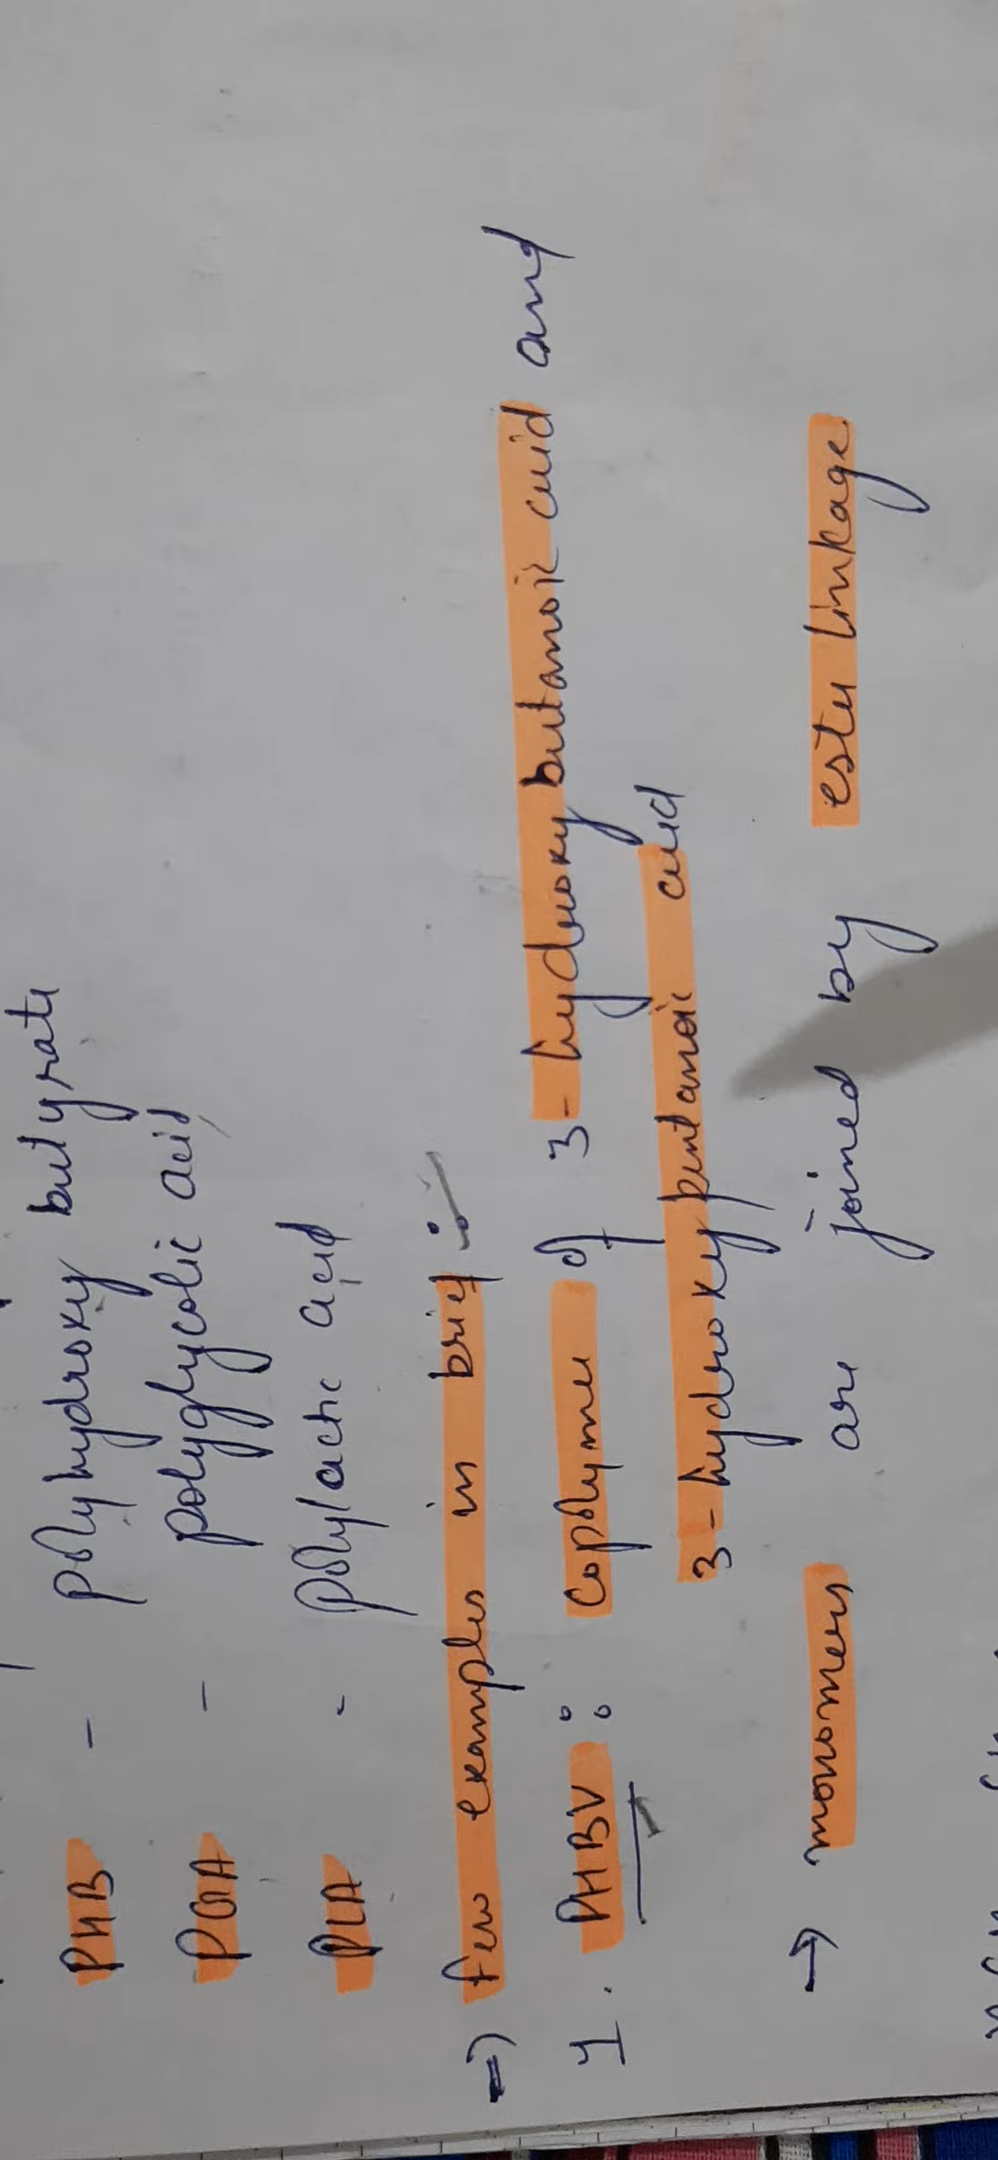 PHB - polyhydroxy butyrate
PGA - polyglycolic acid
PLA - polylactic acid
=) few examples in brief :
1. PHBV : copolymer of 3-hydroxy butanoic acid and
3-hydroxy pentanoic acid
→ monomers are joined by ester linkage.